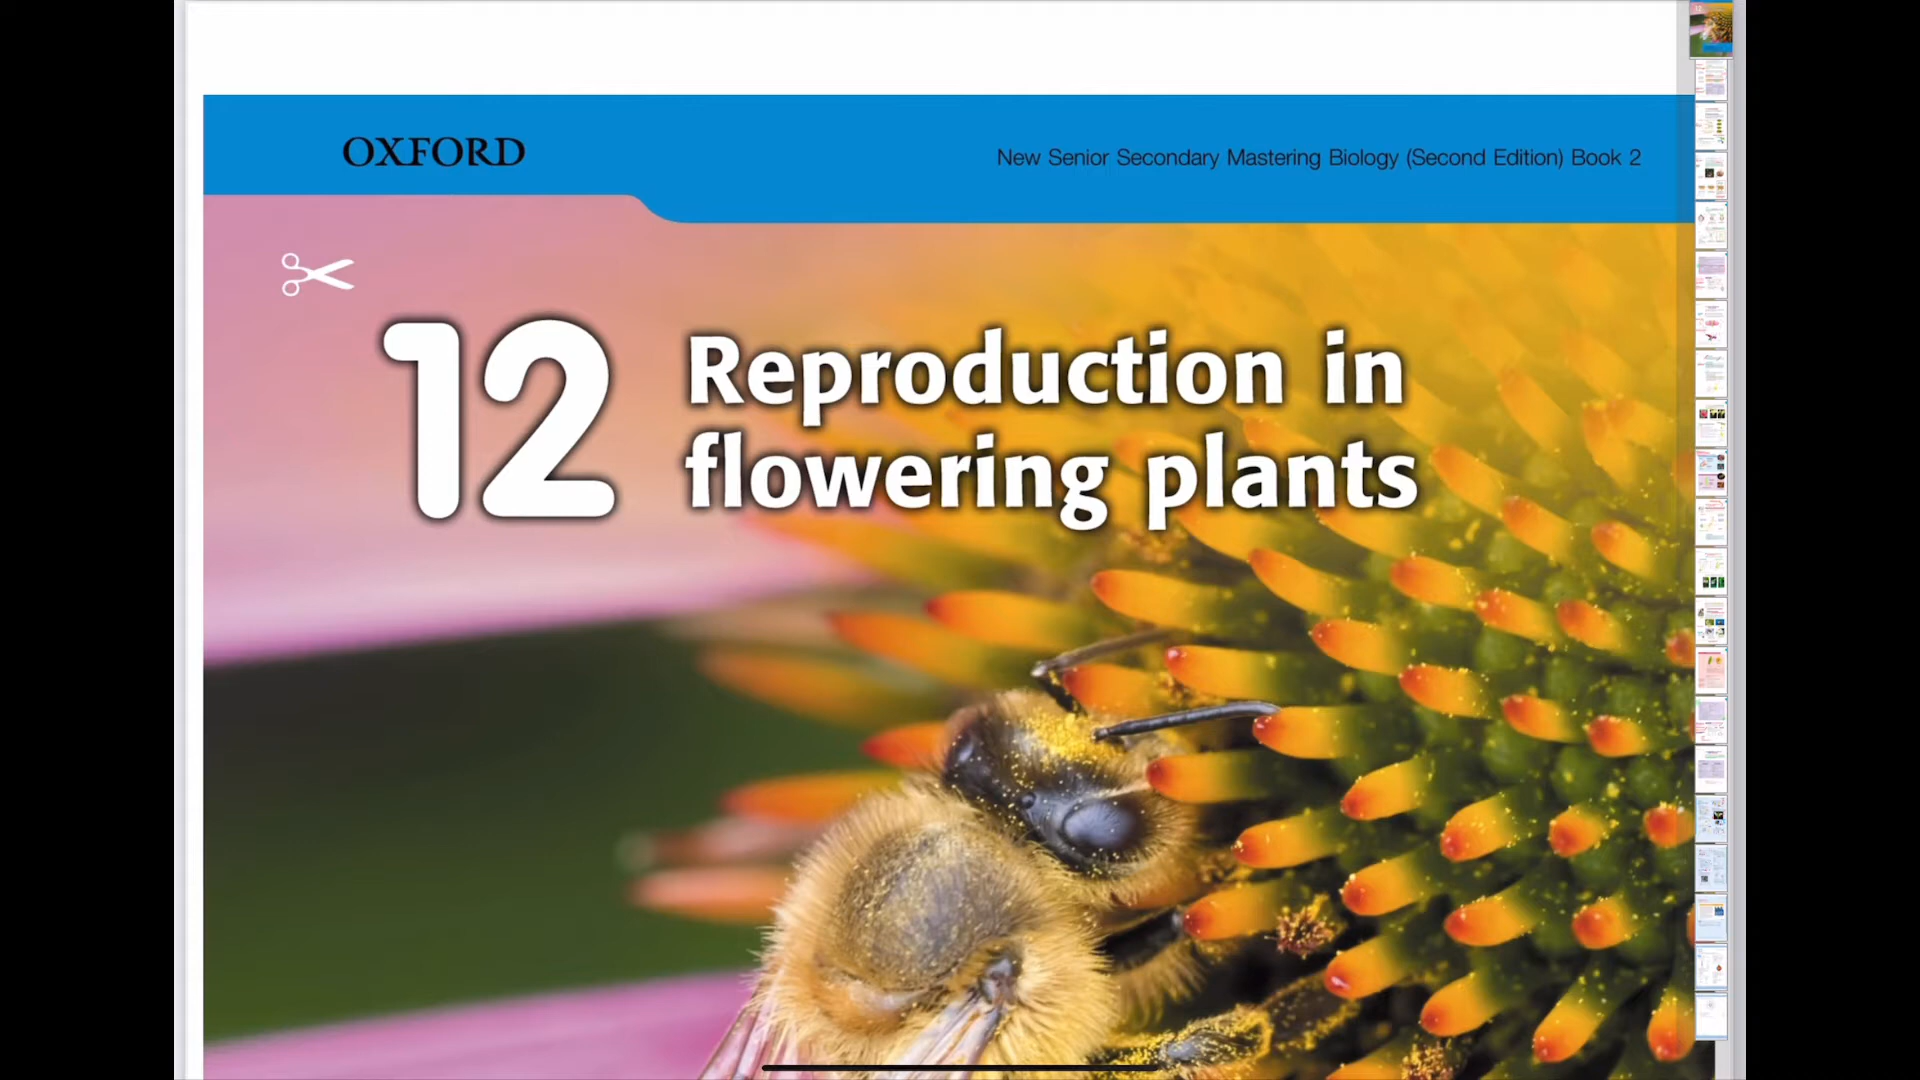 OXFORD
New Senior Secondary Mastering Biology (Second Edition) Book 2
12
Reproduction in
flowering plants